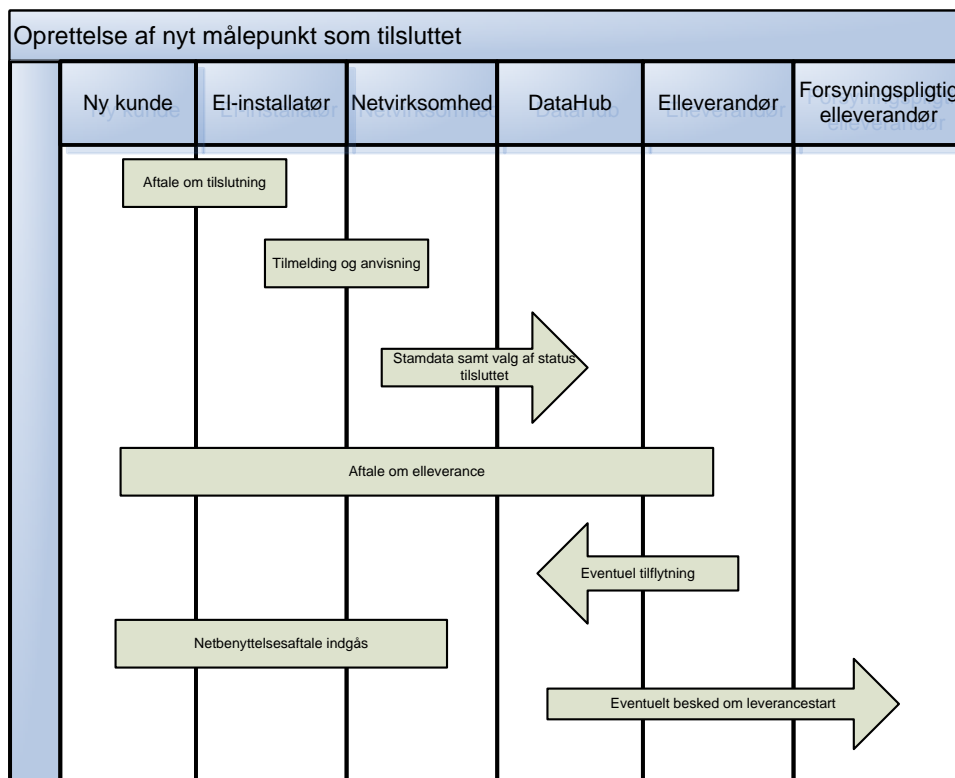 Oprettelse af nyt målepunkt som tilsluttet
Ny kunde
El-installatør
Netvirksomhed
DataHub
Elleverandør
Forsyningspligtig
elleverandør
Aftale om tilslutning
Tilmelding og anvisning
Stamdata samt valg af status
tilsluttet
Aftale om elleverance
Eventuel tilflytning
Netbenyttelsesaftale indgås
Eventuelt besked om leverancestart